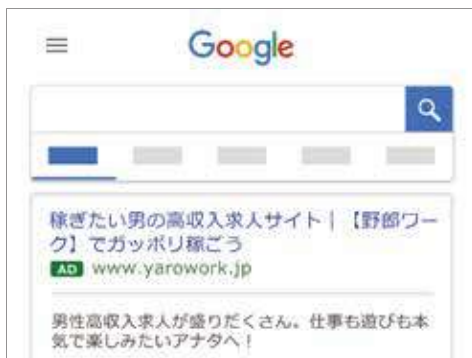 Google
稼ぎたい男の高収入求人サイト｜【野郎ワー
ク】でガッポリ稼ごう
AD www.yarowork.jp
男性高収入求人が盛りだくさん。仕事も遊びも本
気で楽しみたいアナタへ！